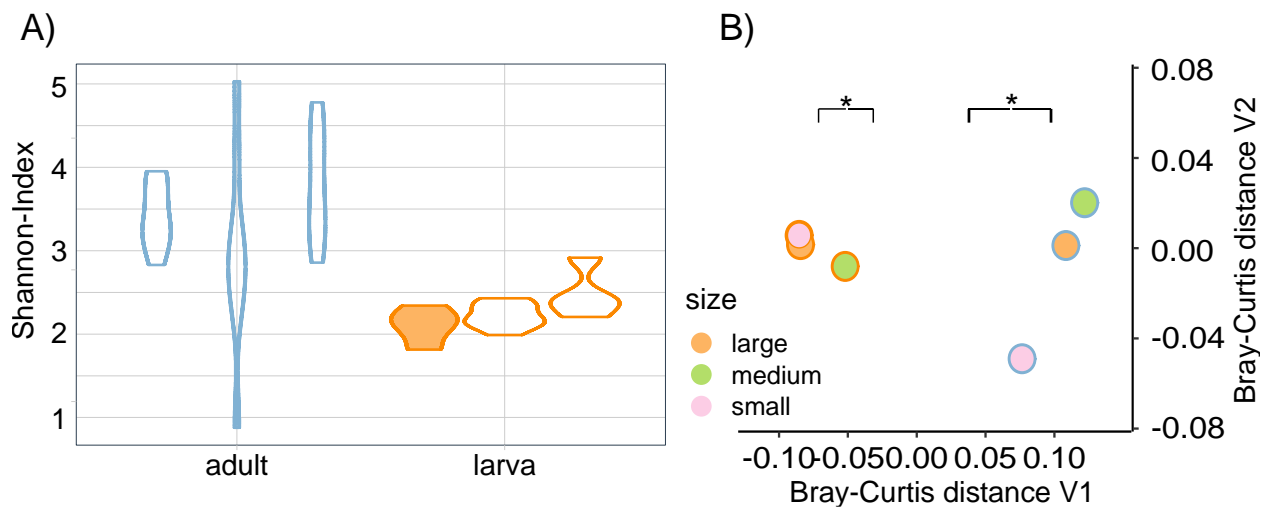 A)
Shannon-Index
5
4
3
2
1
adult
larva
B)
*
*
0.08
0.04
0.00
-0.04
-0.08
Bray-Curtis distance V2
size
large
medium
small
-0.10 -0.05 0.00 0.05 0.10
Bray-Curtis distance V1